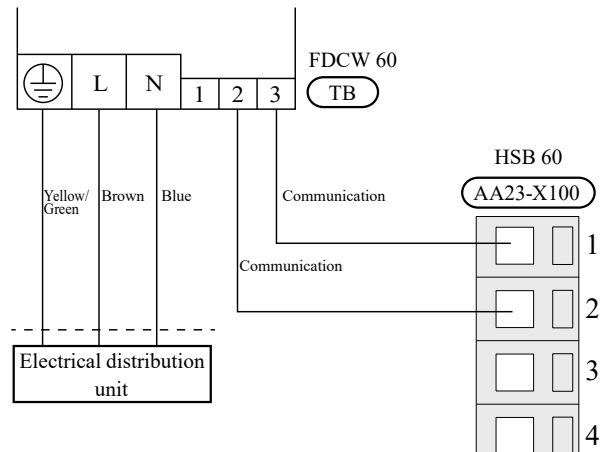 FDCW 60
L
N
1
2
3
TB
HSB 60
Yellow/
Green
Brown
Blue
Communication
AA23-X100
1
Communication
2
Electrical distribution
unit
3
4